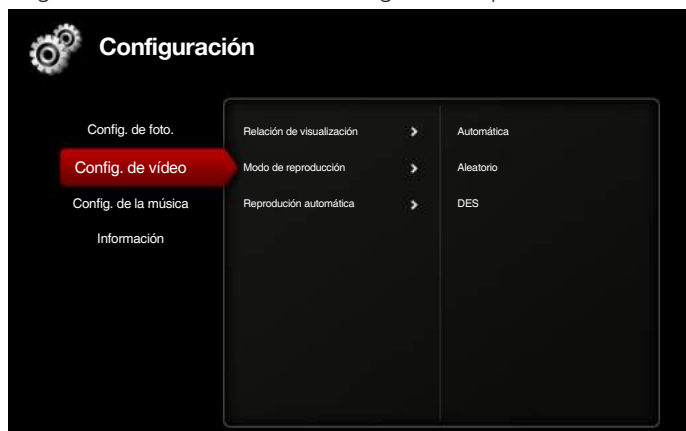 Configuración
Config. de foto.
Relación de visualización
Automática
Config. de vídeo
Modo de reproducción
Aleatorio
Config. de la música
Reprodución automática
DES
Información